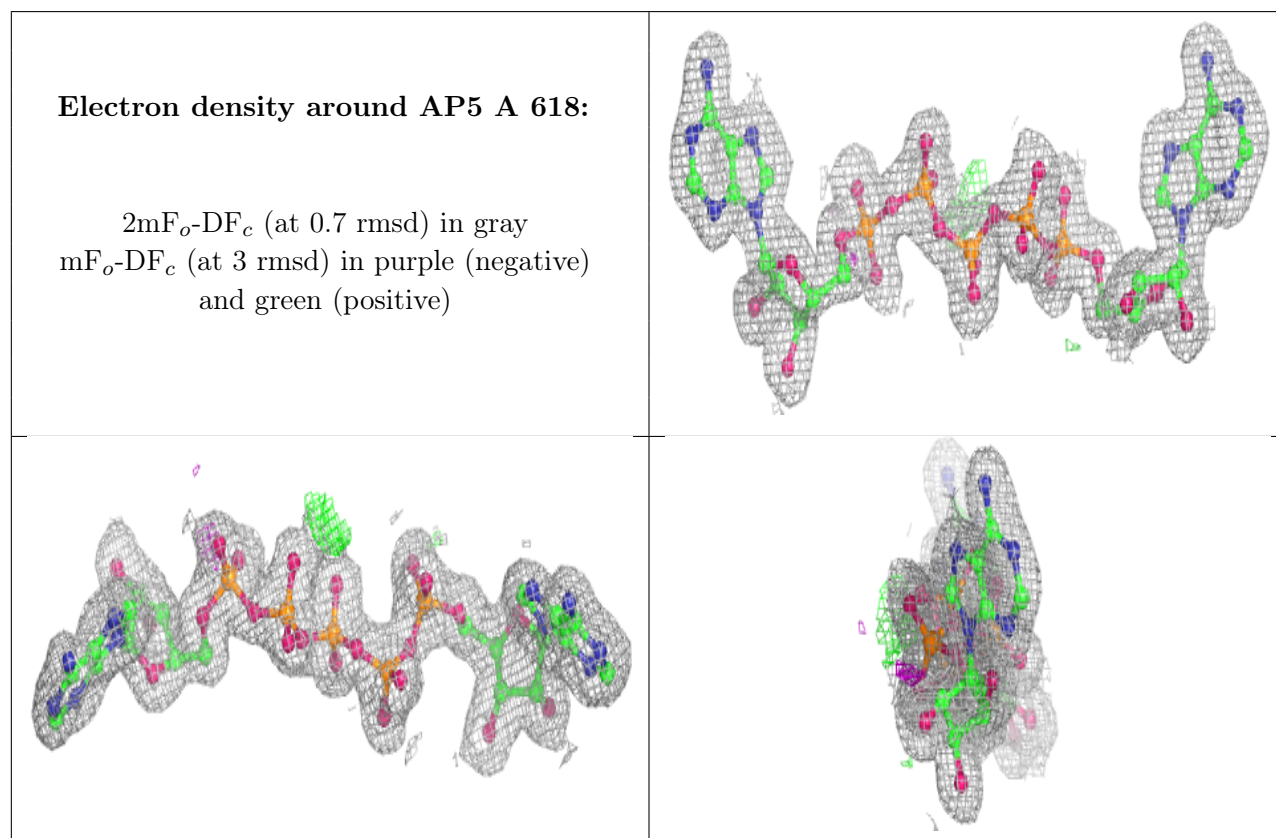 Electron density around AP5 A 618:
2mFₒ-DF𝒸 (at 0.7 rmsd) in gray
mFₒ-DF𝒸 (at 3 rmsd) in purple (negative)
and green (positive)